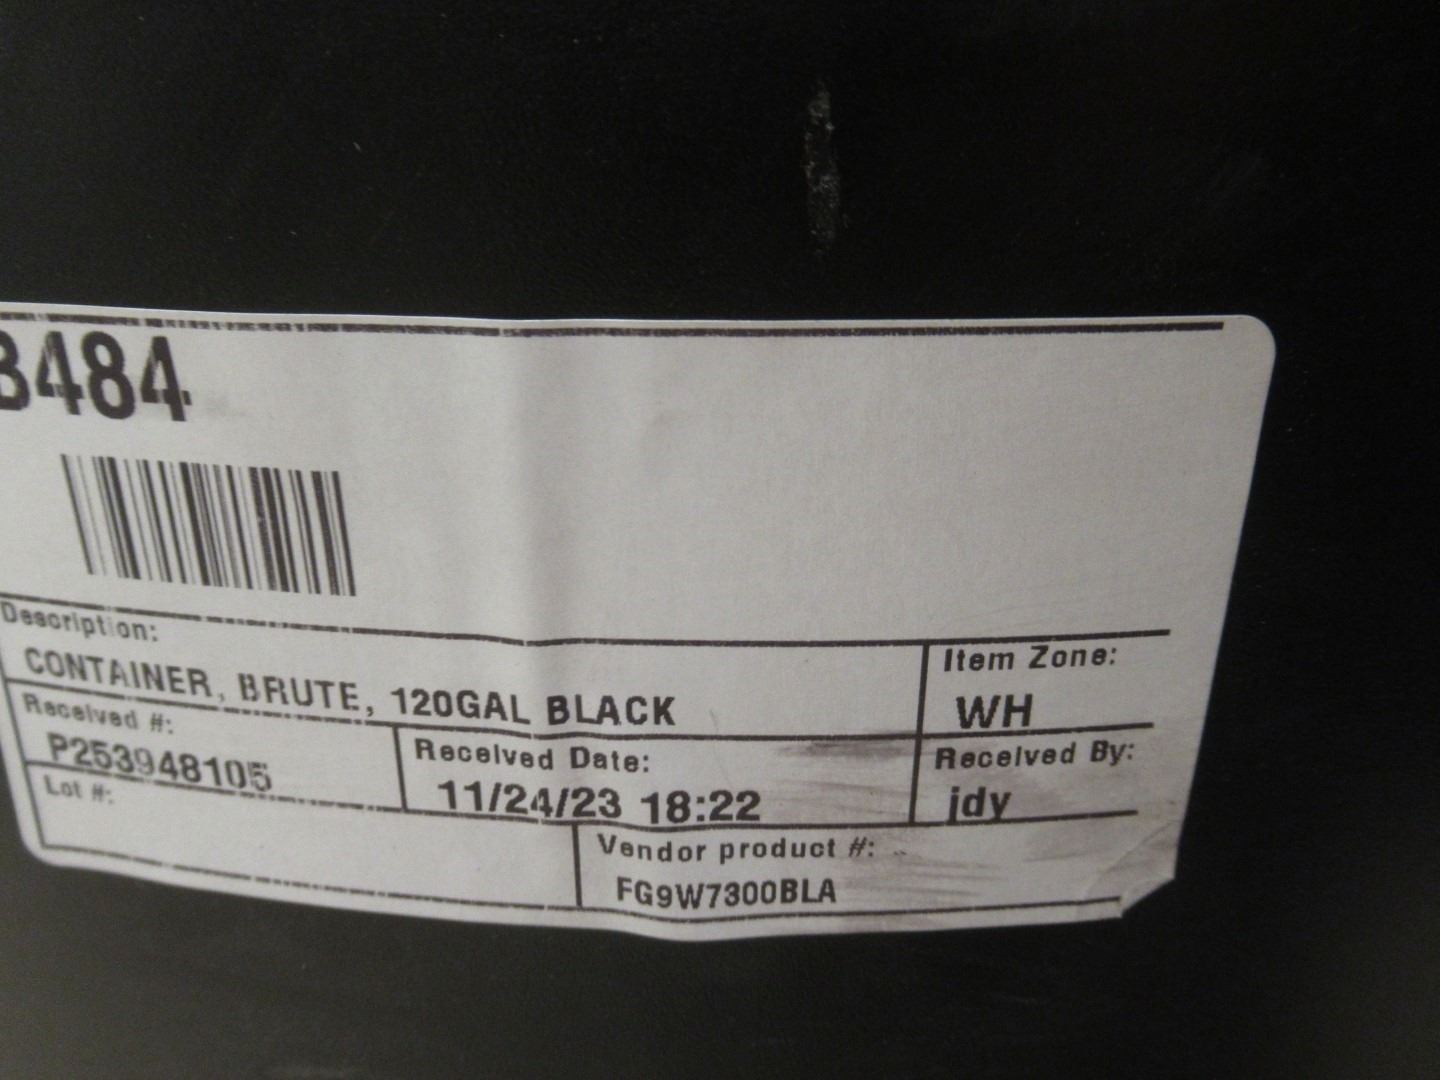 3484
Description:
CONTAINER, BRUTE, 120GAL BLACK
Item Zone:
WH
Received #:
P253948105
Received Date:
11/24/23 18:22
Received By:
jdy
Lot #:
Vendor product #:
FG9W7300BLA